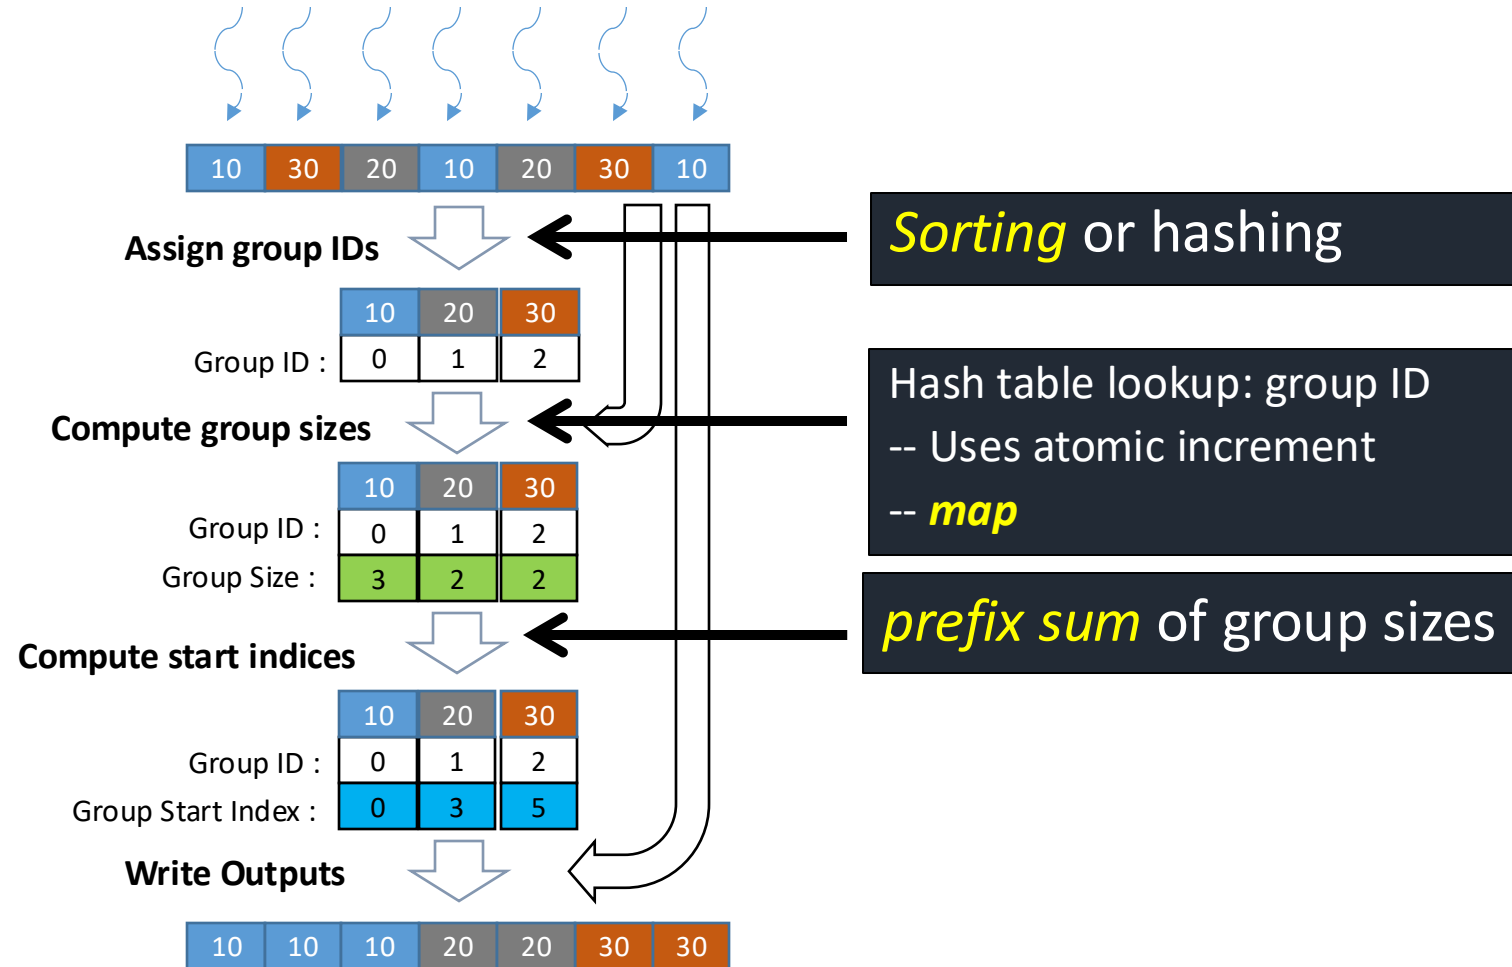 10 30 20 10 20 30 10
Sorting or hashing
Assign group IDs
10 20 30
Group ID : 0 1 2
Hash table lookup: group ID
-- Uses atomic increment
-- map
Compute group sizes
10 20 30
Group ID : 0 1 2
Group Size : 3 2 2
prefix sum of group sizes
Compute start indices
10 20 30
Group ID : 0 1 2
Group Start Index : 0 3 5
Write Outputs
10 10 10 20 20 30 30